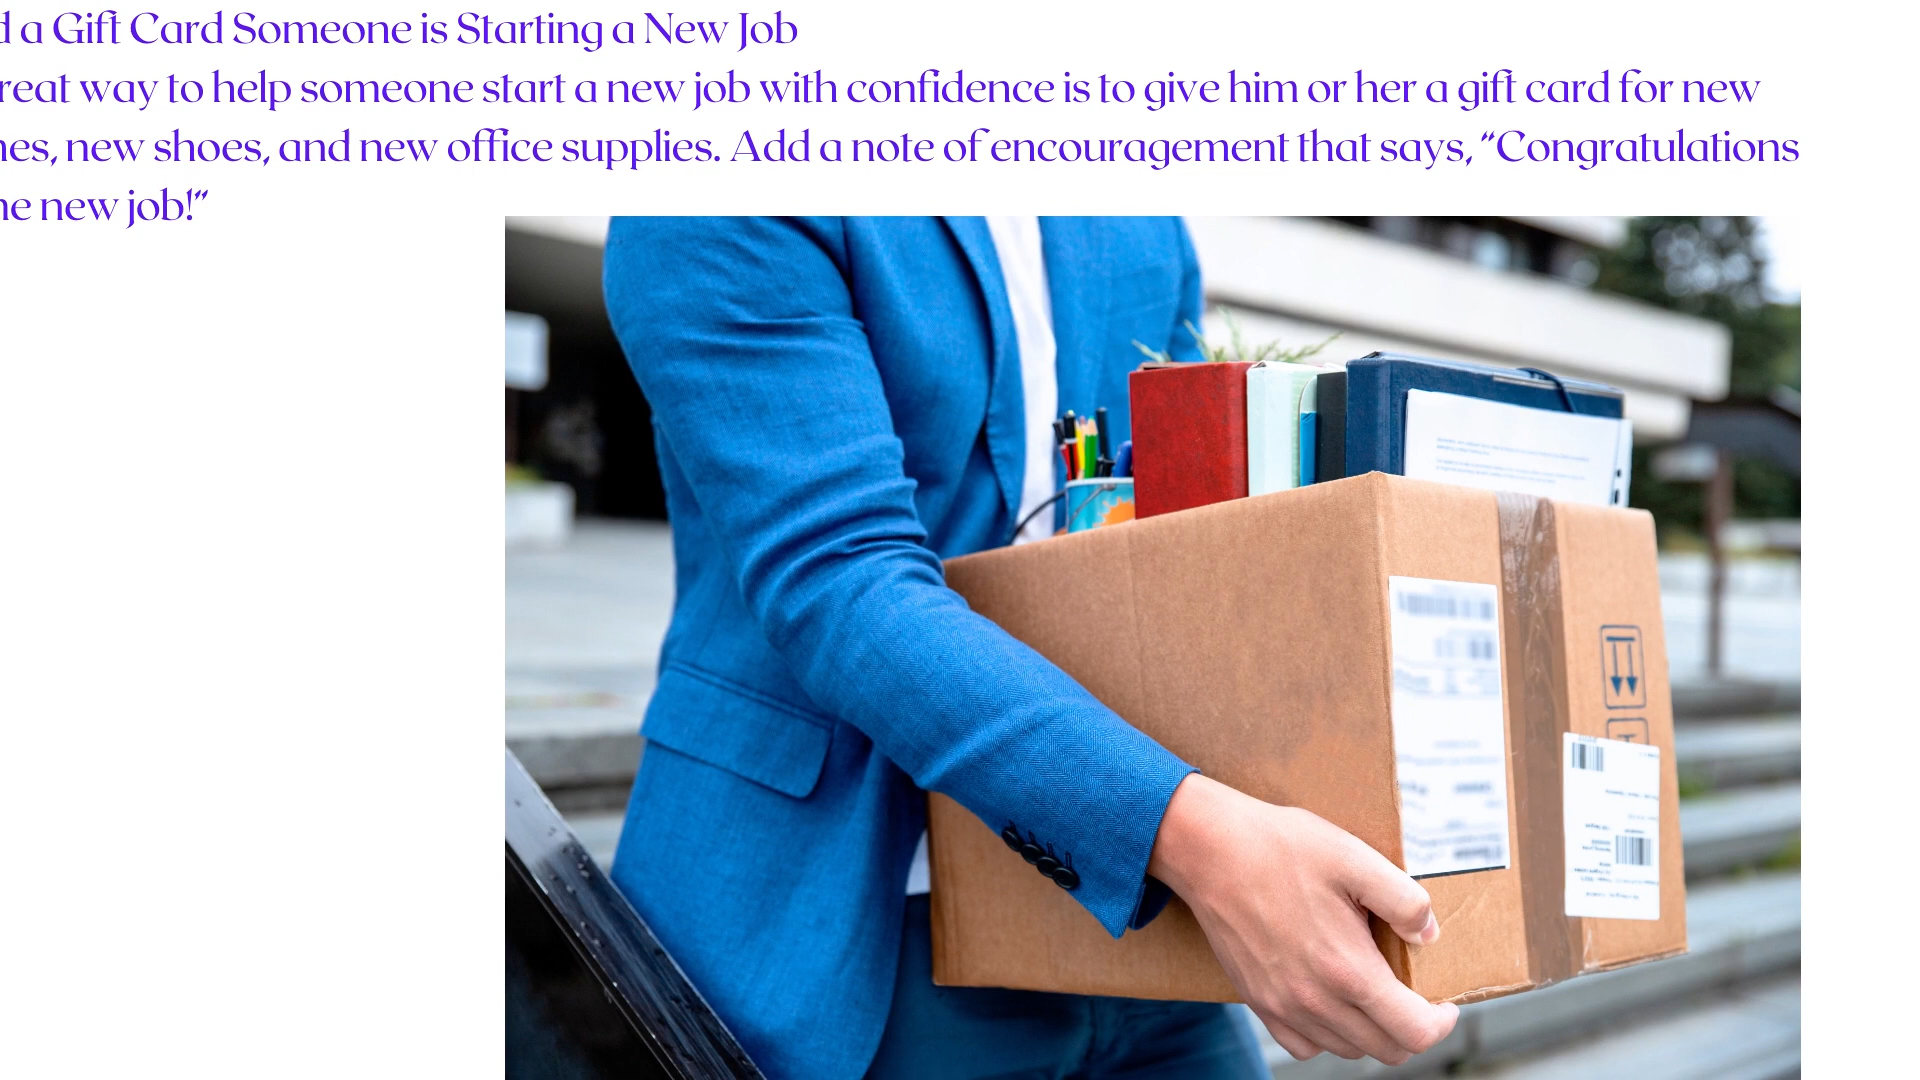 d a Gift Card Someone is Starting a New Job
reat way to help someone start a new job with confidence is to give him or her a gift card for new
nes, new shoes, and new office supplies. Add a note of encouragement that says, “Congratulations
ne new job!”